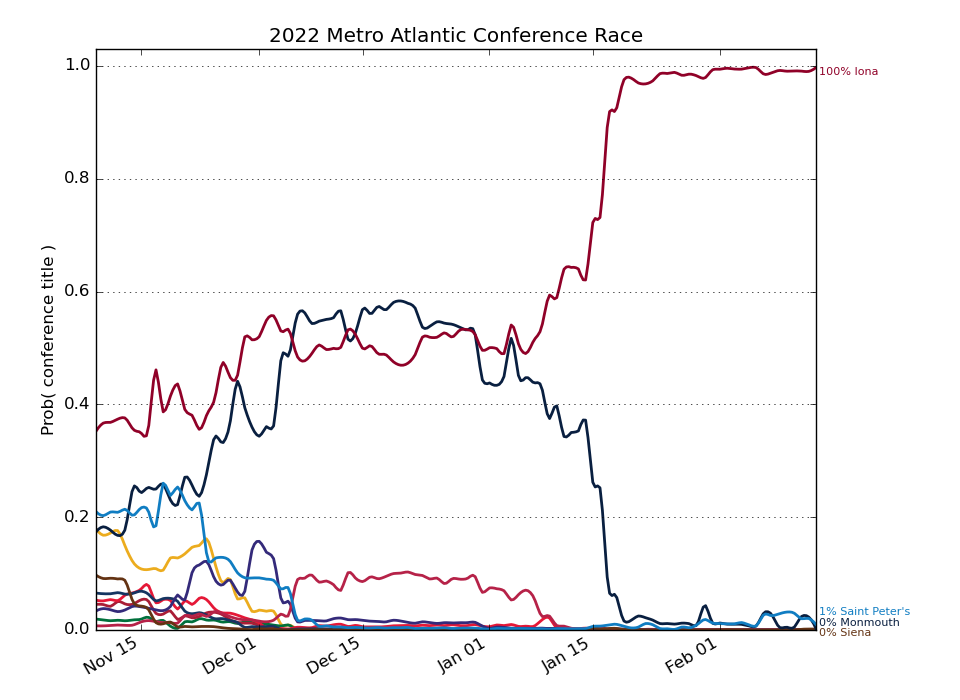 2022 Metro Atlantic Conference Race
Prob( conference title )
1.0
0.8
0.6
0.4
0.2
0.0
Nov 15
Dec 01
Dec 15
Jan 01
Jan 15
Feb 01
100% Iona
1% Saint Peter's
0% Monmouth
0% Siena